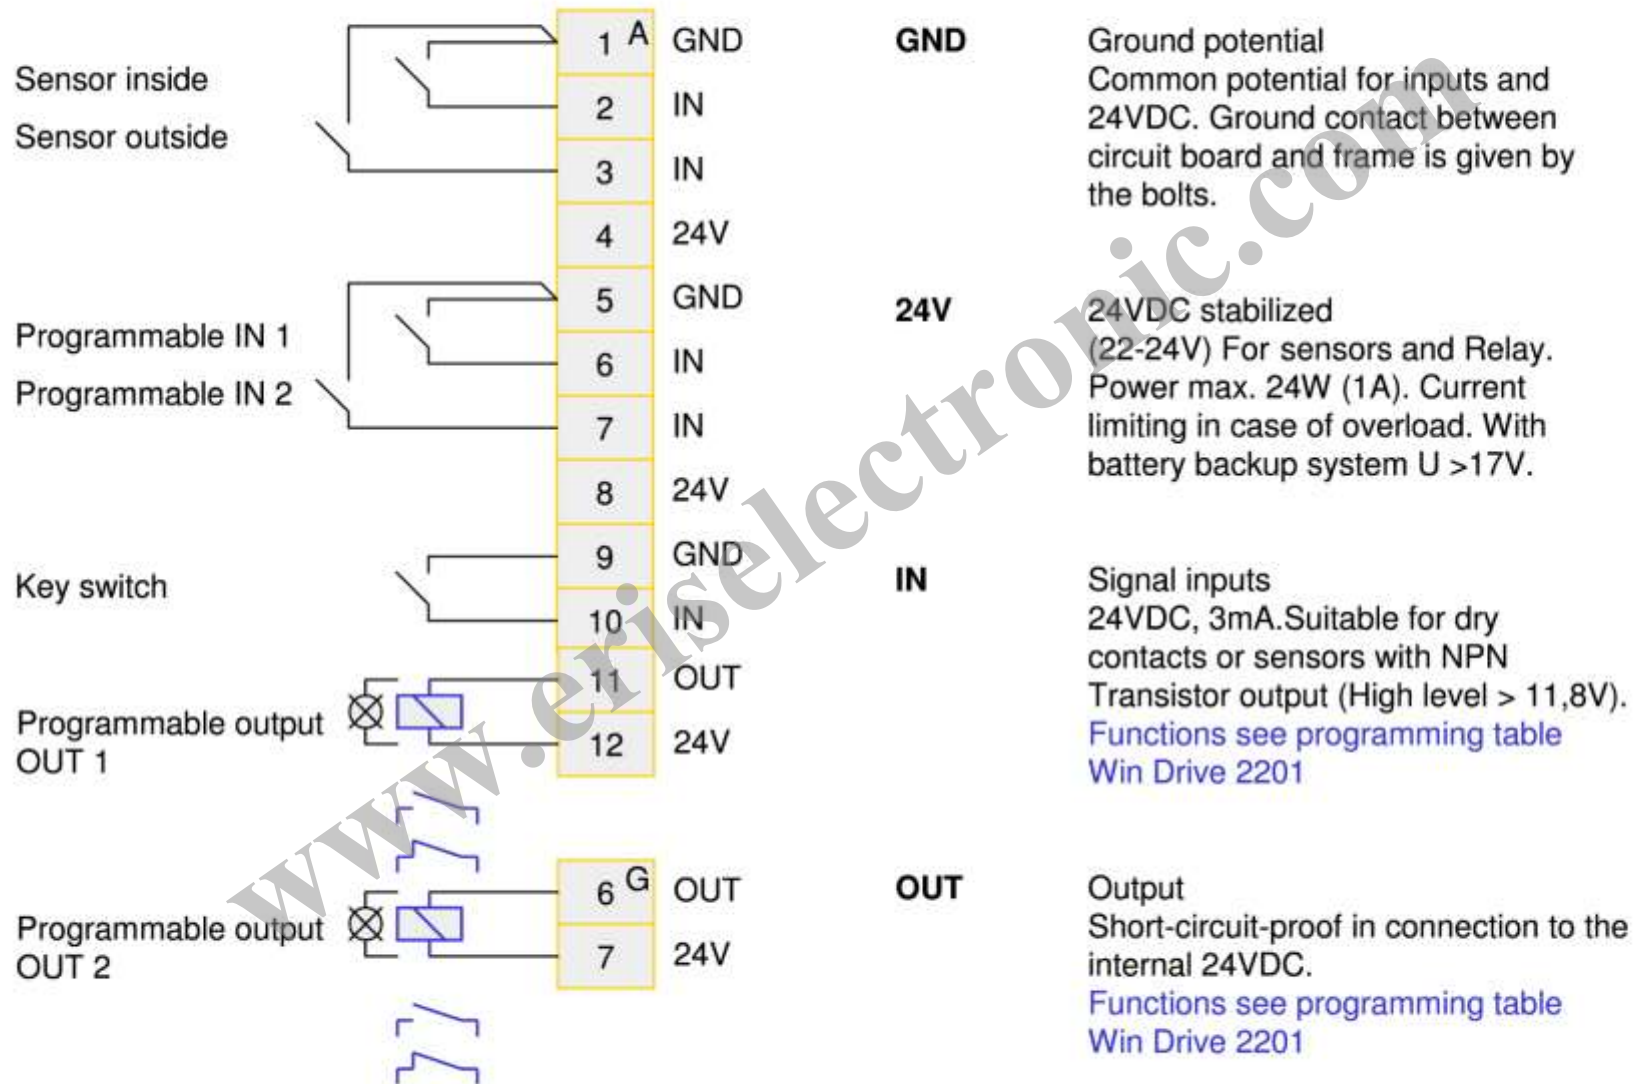 1 A GND
Sensor inside
2 IN
Sensor outside
3 IN
4 24V
5 GND
Programmable IN 1
6 IN
Programmable IN 2
7 IN
8 24V
9 GND
Key switch
10 IN
11 OUT
Programmable output
OUT 1
12 24V
6 G OUT
Programmable output
OUT 2
7 24V
GND
Ground potential
Common potential for inputs and
24VDC. Ground contact between
circuit board and frame is given by
the bolts.
24V
24VDC stabilized
(22-24V) For sensors and Relay.
Power max. 24W (1A). Current
limiting in case of overload. With
battery backup system U >17V.
IN
Signal inputs
24VDC, 3mA.Suitable for dry
contacts or sensors with NPN
Transistor output (High level > 11,8V).
Functions see programming table
Win Drive 2201
OUT
Output
Short-circuit-proof in connection to the
internal 24VDC.
Functions see programming table
Win Drive 2201
www.eriselectronic.com